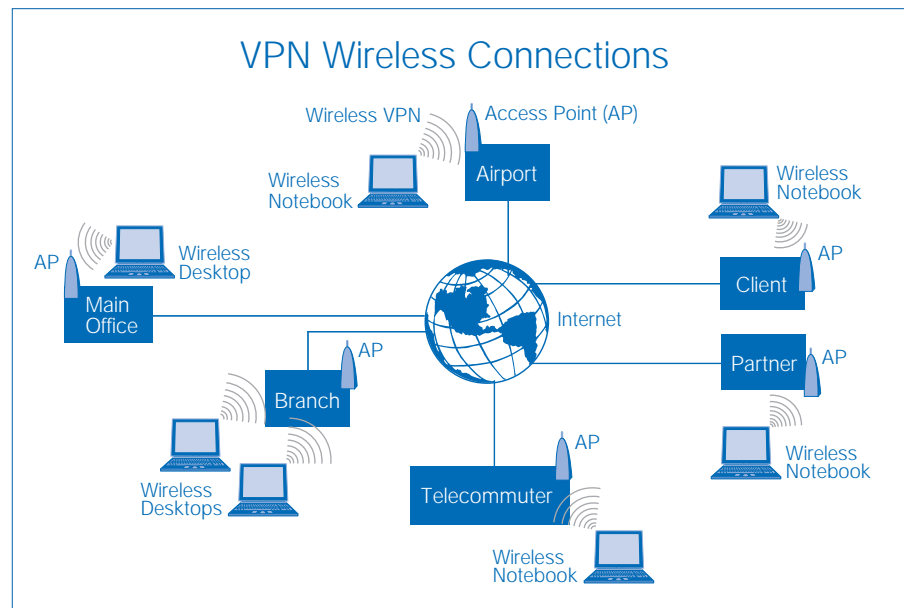 VPN Wireless Connections
Wireless VPN
Access Point (AP)
Airport
Wireless
Notebook
Wireless
Notebook
AP
Wireless
Desktop
AP
Client
Main
Office
Internet
AP
Branch
AP
Partner
Wireless
Desktops
AP
Telecommuter
Wireless
Notebook
Wireless
Notebook